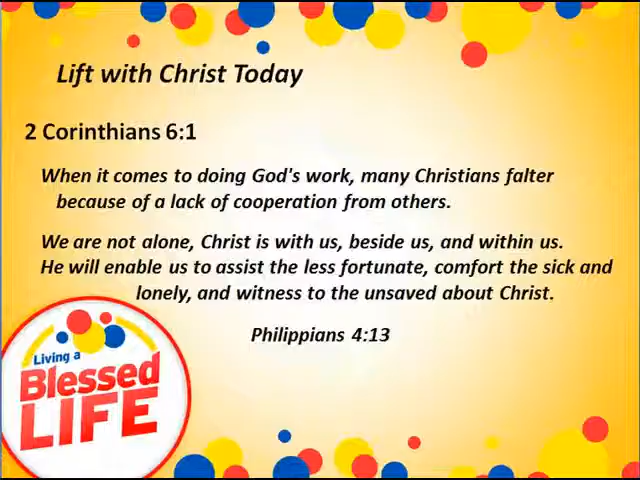 Lift with Christ Today
2 Corinthians 6:1
When it comes to doing God's work, many Christians falter
because of a lack of cooperation from others.
We are not alone, Christ is with us, beside us, and within us.
He will enable us to assist the less fortunate, comfort the sick and
lonely, and witness to the unsaved about Christ.
Philippians 4:13
Living a
Blessed
LIFE